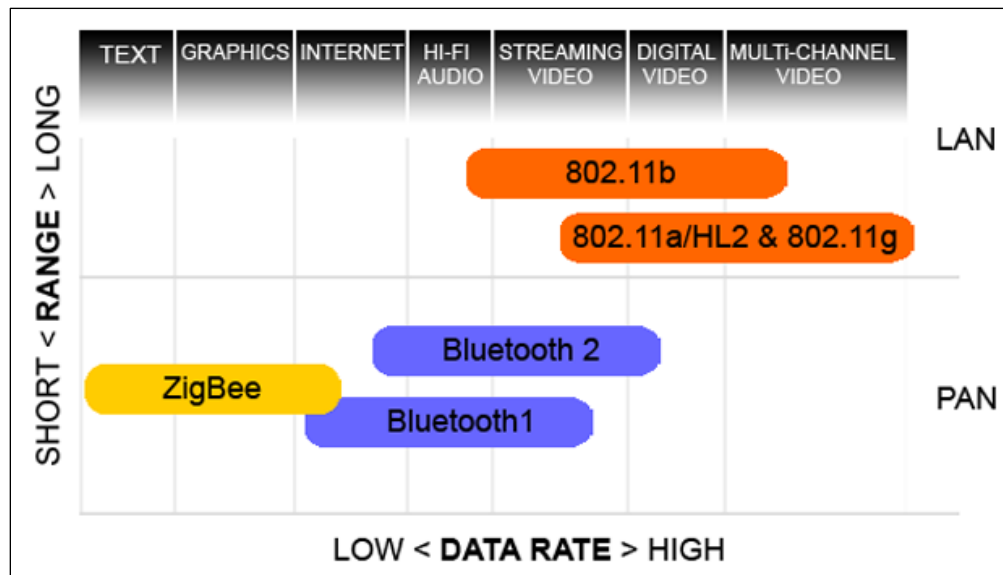 TEXT
GRAPHICS
INTERNET
HI-FI
AUDIO
STREAMING
VIDEO
DIGITAL
VIDEO
MULTi-CHANNEL
VIDEO
SHORT < RANGE > LONG
LAN
802.11b
802.11a/HL2 & 802.11g
Bluetooth 2
ZigBee
Bluetooth1
PAN
LOW < DATA RATE > HIGH